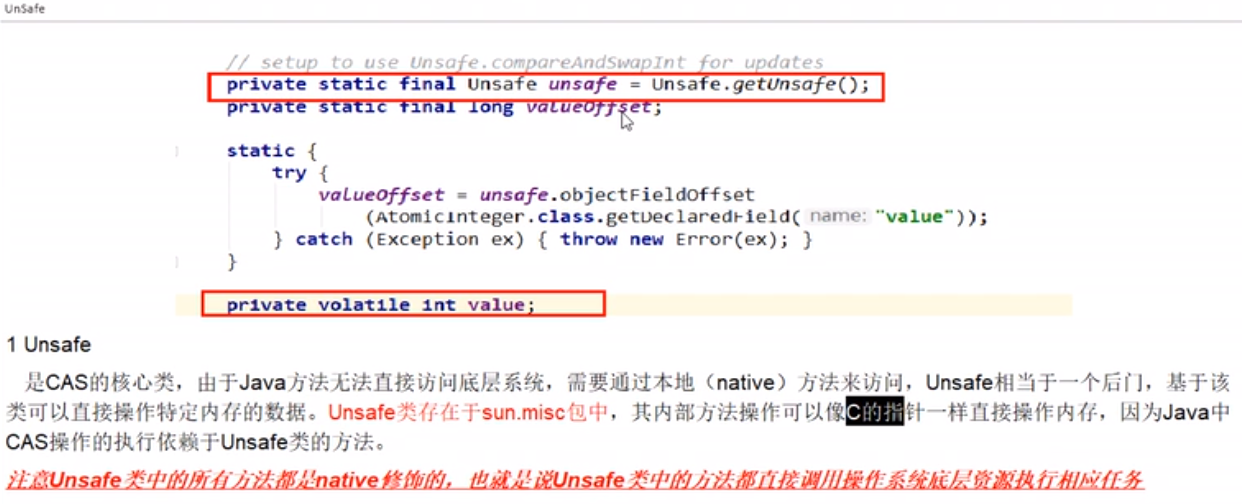 UnSafe
// setup to use Unsafe.compareAndSwapInt for updates
private static final Unsafe unsafe = Unsafe.getUnsafe();
private static final long valueOffset;
static {
try {
valueOffset = unsafe.objectFieldOffset
(AtomicInteger.class.getDeclaredField( name: "value"));
} catch (Exception ex) { throw new Error(ex); }
}
private volatile int value;
1 Unsafe
是CAS的核心类，由于Java方法无法直接访问底层系统，需要通过本地（native）方法来访问，Unsafe相当于一个后门，基于该
类可以直接操作特定内存的数据。Unsafe类存在于sun.misc包中，其内部方法操作可以像C的指针一样直接操作内存，因为Java中
CAS操作的执行依赖于Unsafe类的方法。
注意Unsafe类中的所有方法都是native修饰的，也就是说Unsafe类中的方法都直接调用操作系统底层资源执行相应任务